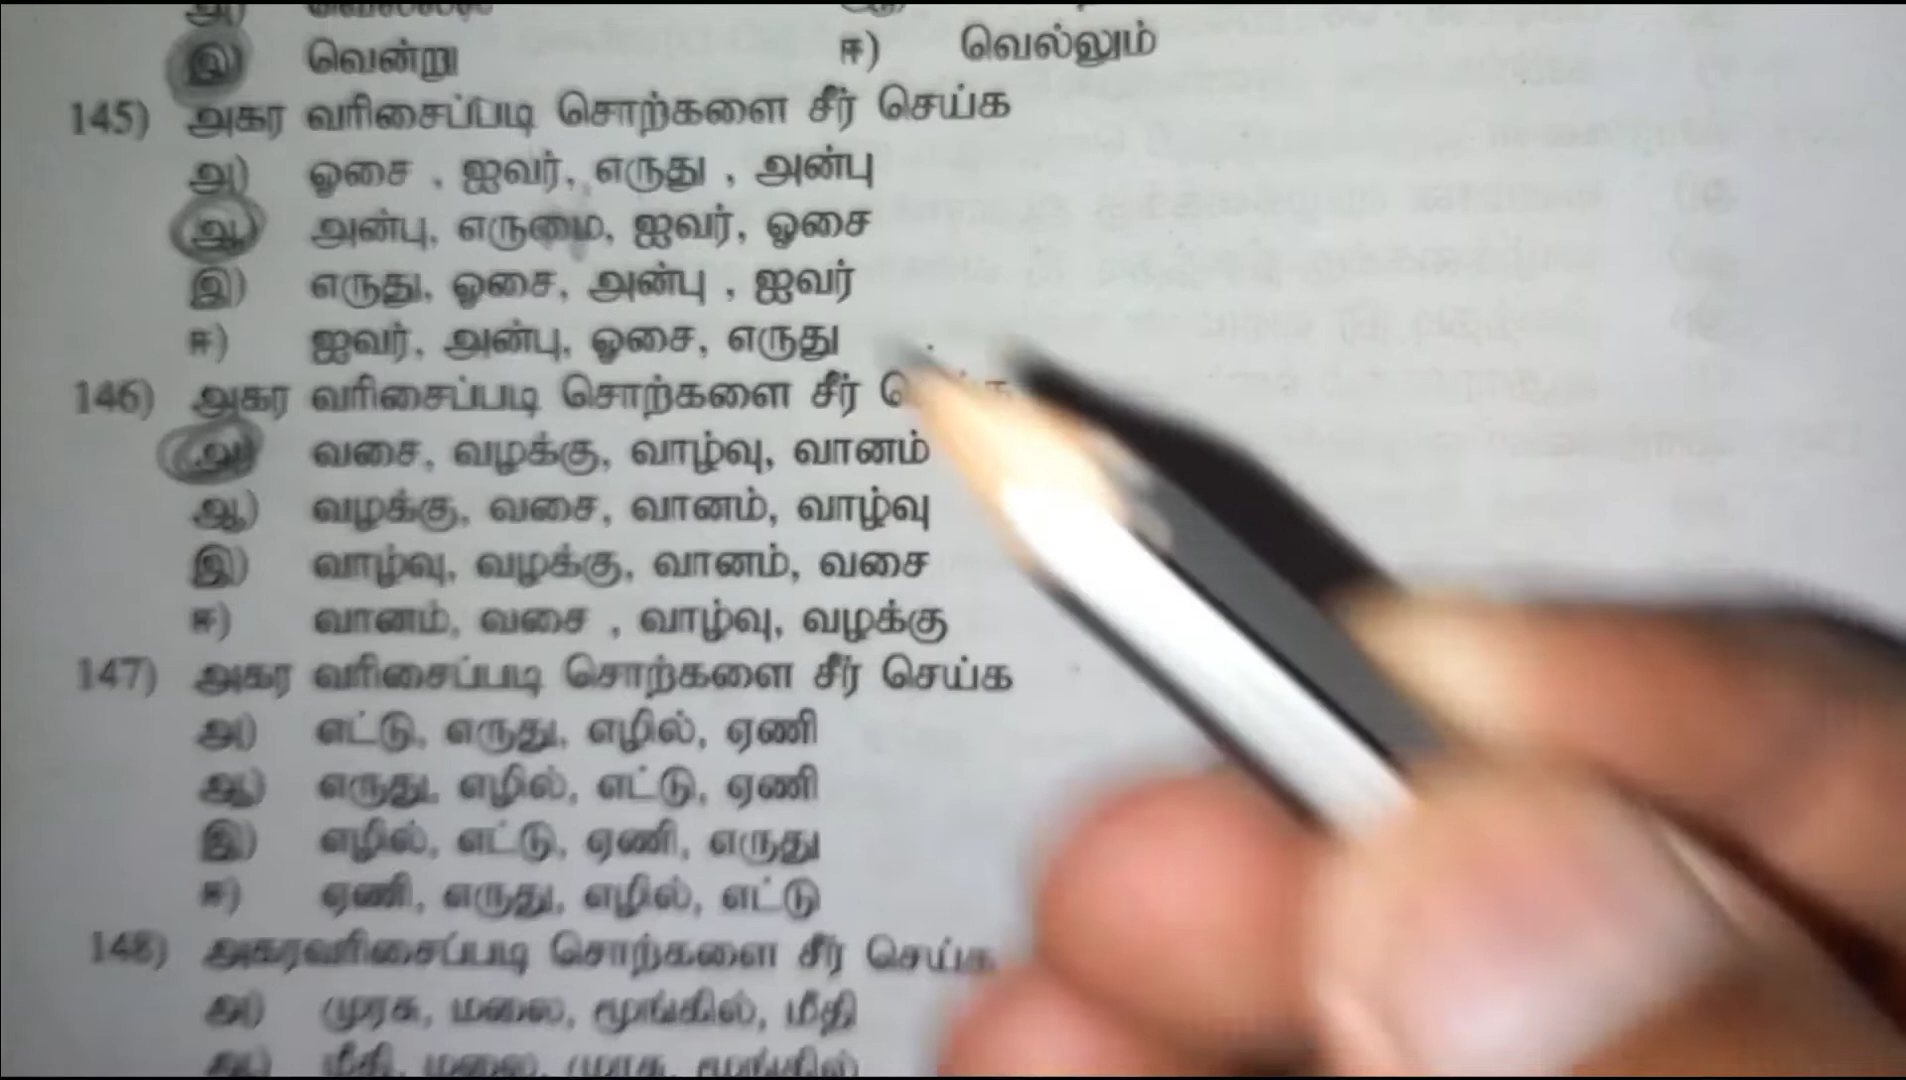 இ) வென்று ஈ) வெல்லும்
145) அகர வரிசைப்படி சொற்களை சீர் செய்க
அ) ஓசை , ஐவர், எருது , அன்பு
ஆ) அன்பு, எருமை, ஐவர், ஓசை
இ) எருது, ஓசை, அன்பு , ஐவர்
ஈ) ஐவர், அன்பு, ஓசை, எருது
146) அகர வரிசைப்படி சொற்களை சீர்
அ) வசை, வழக்கு, வாழ்வு, வானம்
ஆ) வழக்கு, வசை, வானம், வாழ்வு
இ) வாழ்வு, வழக்கு, வானம், வசை
ஈ) வானம், வசை , வாழ்வு, வழக்கு
147) அகர வரிசைப்படி சொற்களை சீர் செய்க
அ) எட்டு, எருது, எழில், ஏணி
ஆ) எருது, எழில், எட்டு, ஏணி
இ) எழில், எட்டு, ஏணி, எருது
ஈ) ஏணி, எருது, எழில், எட்டு
148) அகரவரிசைப்படி சொற்களை சீர் செய்க
அ) முரசு, மலை, மூங்கில், மீதி
ஆ) மீதி, மலை, முரசு, மூங்கில்